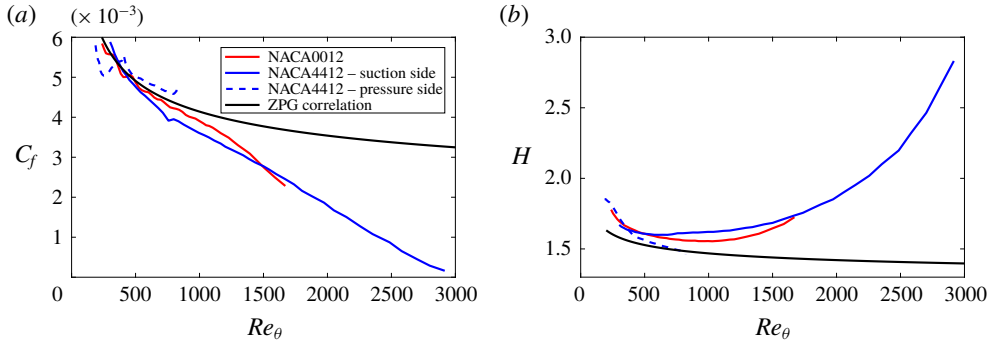 (a)
(× 10⁻³)
6
5
4
3
2
1
0
500
1000
1500
2000
2500
3000
C_f
Re_θ
NACA0012
NACA4412 – suction side
NACA4412 – pressure side
ZPG correlation
(b)
3.0
2.5
2.0
1.5
0
500
1000
1500
2000
2500
3000
H
Re_θ